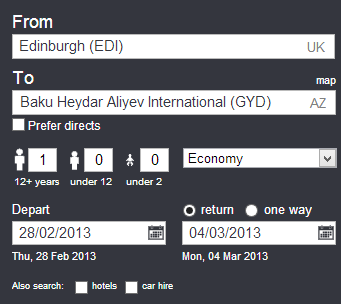 From
Edinburgh (EDI) UK
To map
Baku Heydar Aliyev International (GYD) AZ
Prefer directs
1 0 0 Economy
12+ years under 12 under 2
Depart return one way
28/02/2013 04/03/2013
Thu, 28 Feb 2013 Mon, 04 Mar 2013
Also search: hotels car hire